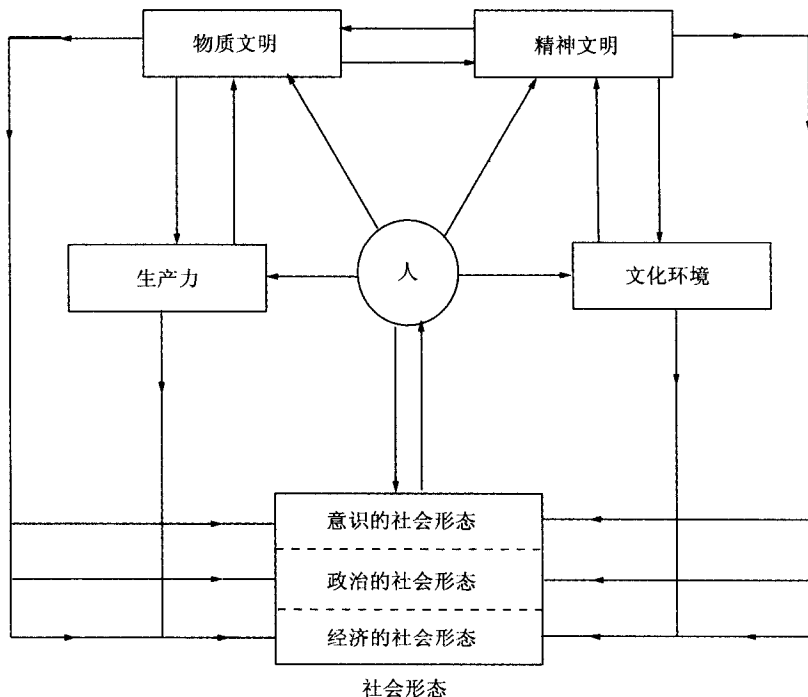 物质文明
精神文明
生产力
人
文化环境
意识的社会形态
政治的社会形态
经济的社会形态
社会形态